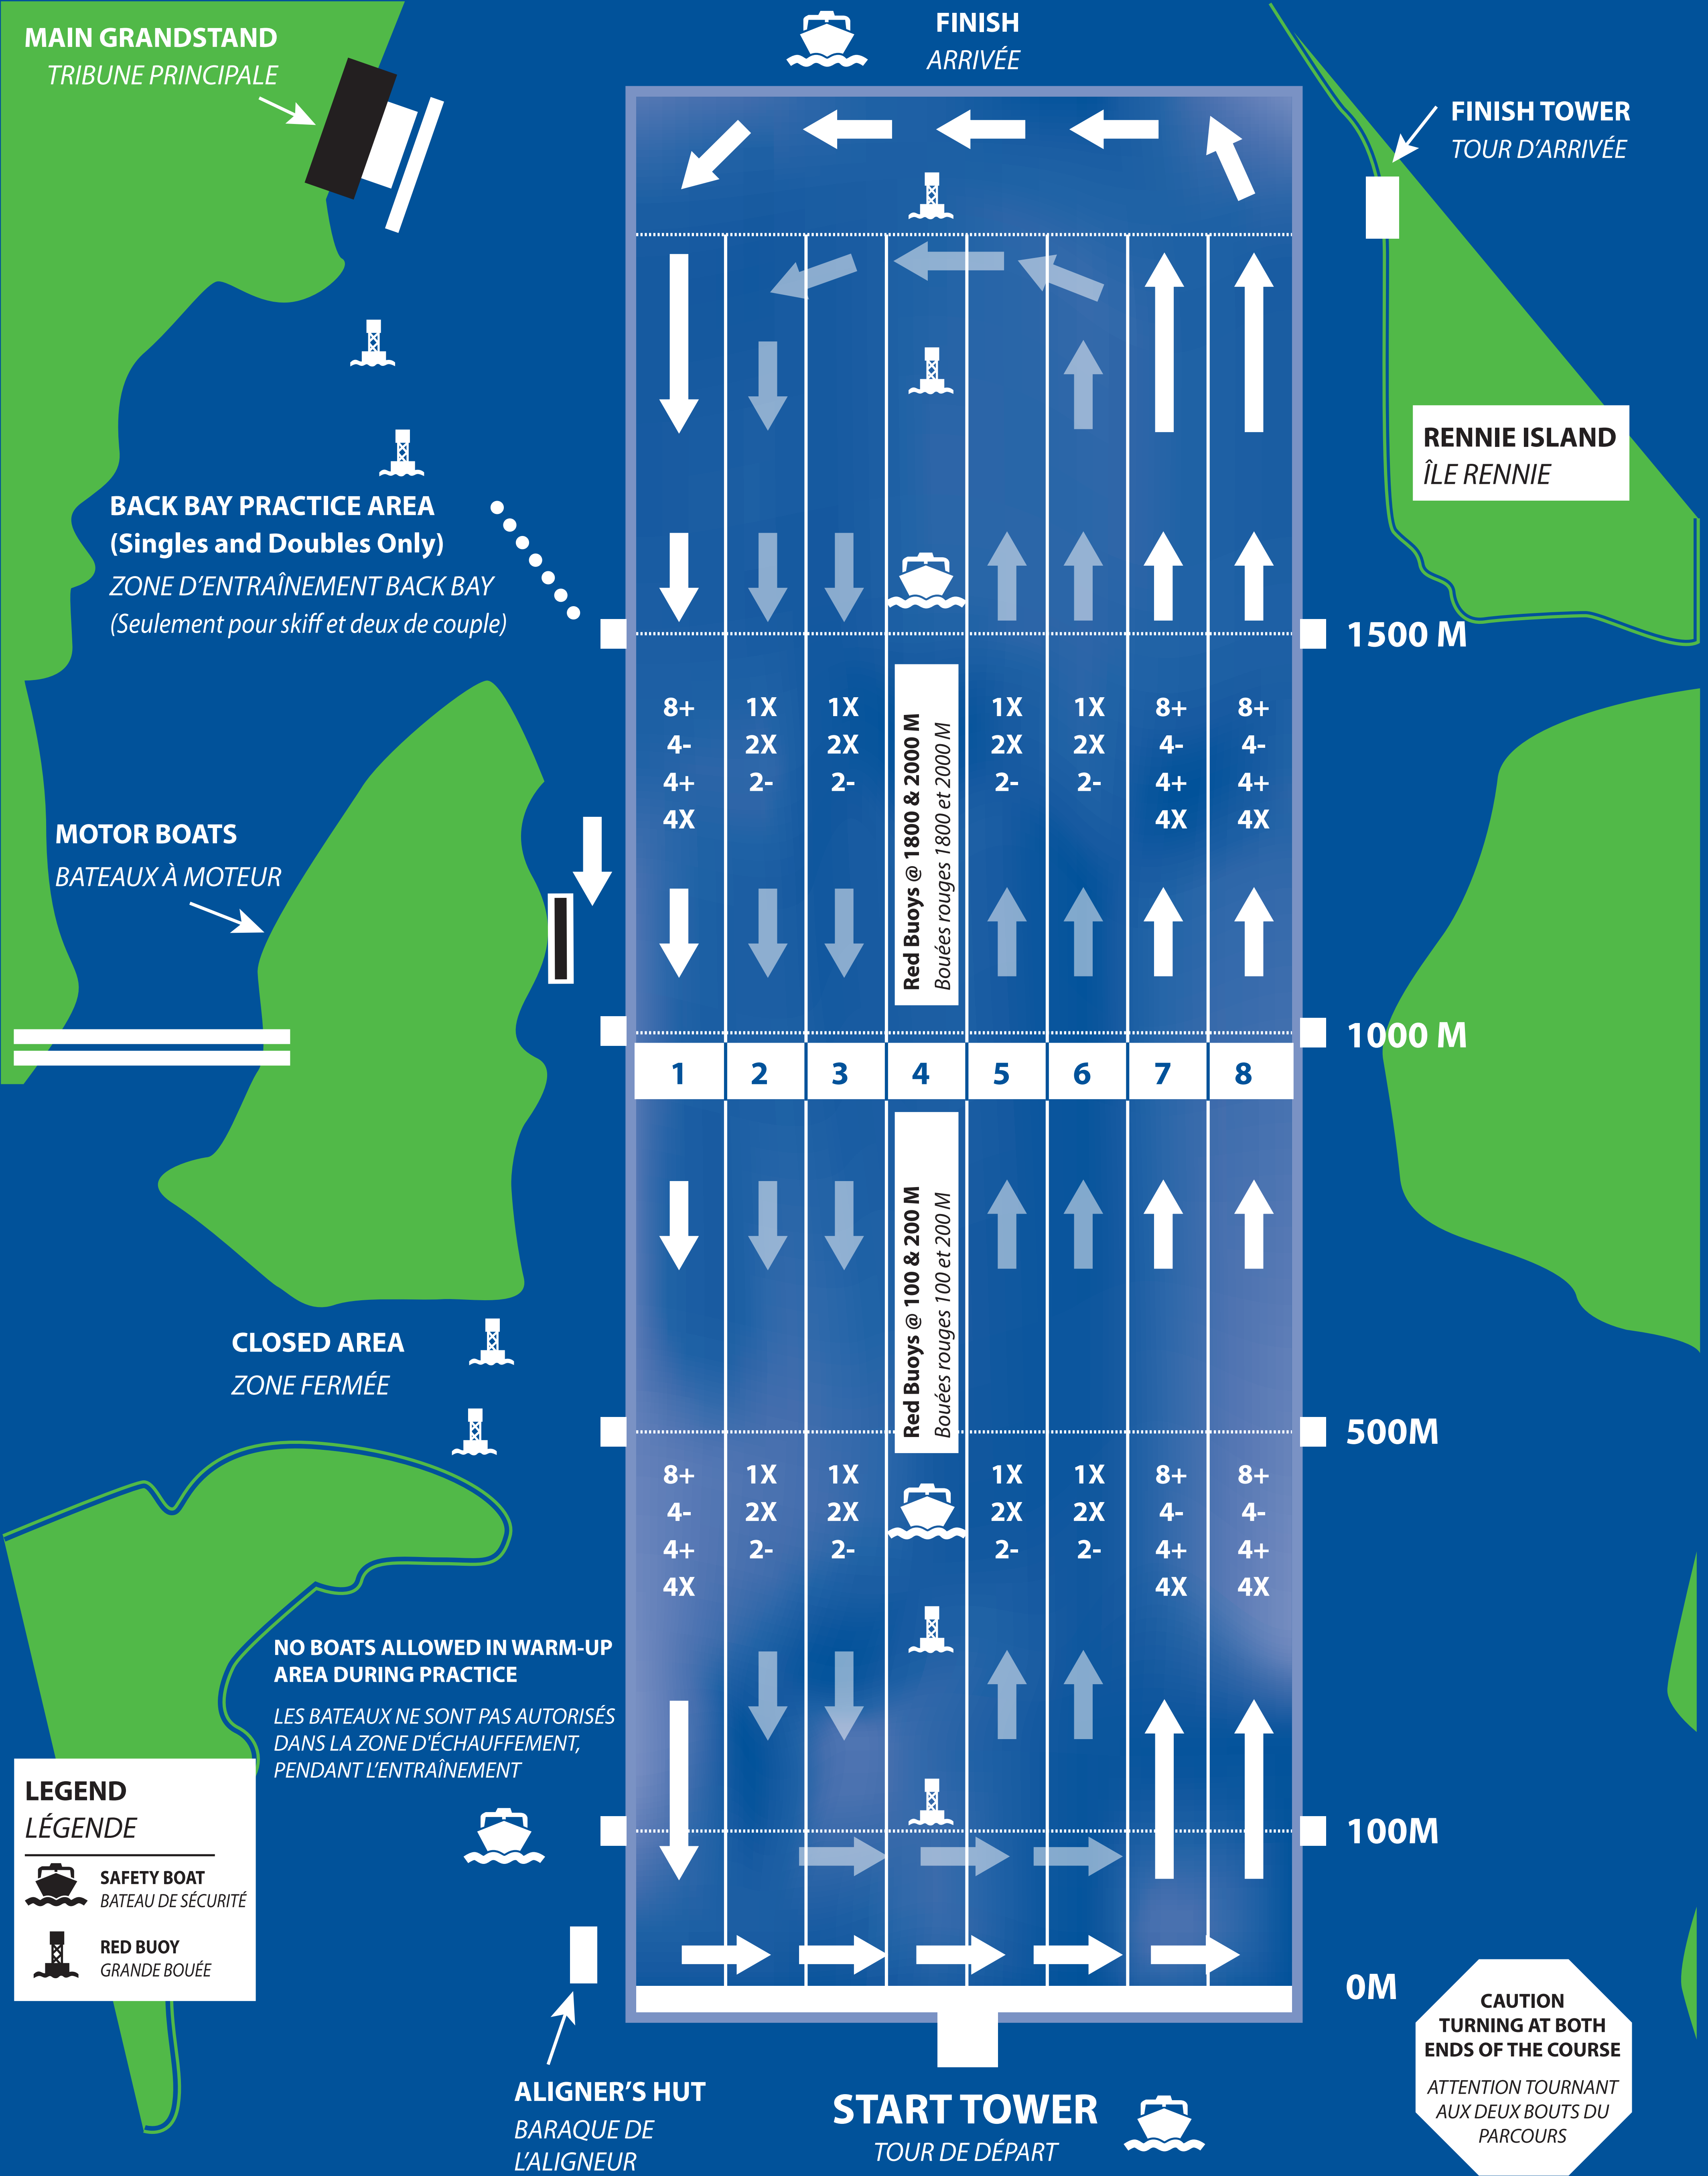 MAIN GRANDSTAND
TRIBUNE PRINCIPALE
FINISH
ARRIVÉE
FINISH TOWER
TOUR D’ARRIVÉE
RENNIE ISLAND
ÎLE RENNIE
BACK BAY PRACTICE AREA
(Singles and Doubles Only)
ZONE D’ENTRAÎNEMENT BACK BAY
(Seulement pour skiff et deux de couple)
1500 M
8+ 1X 1X 1X 1X 8+ 8+
4- 2X 2X 2X 2X 4- 4-
4+ 2- 2- 2- 2- 4+ 4+
4X 4X 4X
Red Buoys @ 1800 & 2000 M
Bouées rouges 1800 et 2000 M
MOTOR BOATS
BATEAUX À MOTEUR
1000 M
1 2 3 4 5 6 7 8
Red Buoys @ 100 & 200 M
Bouées rouges 100 et 200 M
CLOSED AREA
ZONE FERMÉE
500M
8+ 1X 1X 1X 1X 8+ 8+
4- 2X 2X 2X 2X 4- 4-
4+ 2- 2- 2- 2- 4+ 4+
4X 4X 4X
NO BOATS ALLOWED IN WARM-UP
AREA DURING PRACTICE
LES BATEAUX NE SONT PAS AUTORISÉS
DANS LA ZONE D'ÉCHAUFFEMENT,
PENDANT L’ENTRAÎNEMENT
LEGEND
LÉGENDE
SAFETY BOAT
BATEAU DE SÉCURITÉ
RED BUOY
GRANDE BOUÉE
100M
0M
ALIGNER’S HUT
BARAQUE DE
L’ALIGNEUR
START TOWER
TOUR DE DÉPART
CAUTION
TURNING AT BOTH
ENDS OF THE COURSE
ATTENTION TOURNANT
AUX DEUX BOUTS DU
PARCOURS